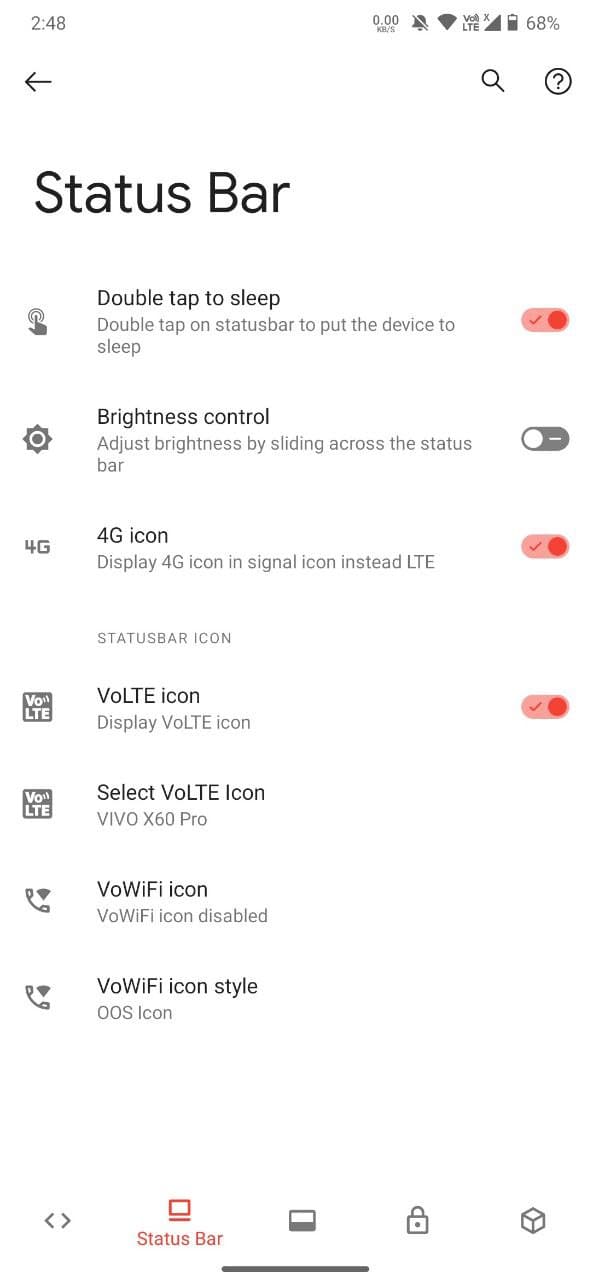 2:48
0.00
KB/S
Vo))
LTE
X
68%
Status Bar
Double tap to sleep
Double tap on statusbar to put the device to
sleep
Brightness control
Adjust brightness by sliding across the status
bar
4G
4G icon
Display 4G icon in signal icon instead LTE
STATUSBAR ICON
Vo))
LTE
VoLTE icon
Display VoLTE icon
Vo))
LTE
Select VoLTE Icon
VIVO X60 Pro
VoWiFi icon
VoWiFi icon disabled
VoWiFi icon style
OOS Icon
Status Bar